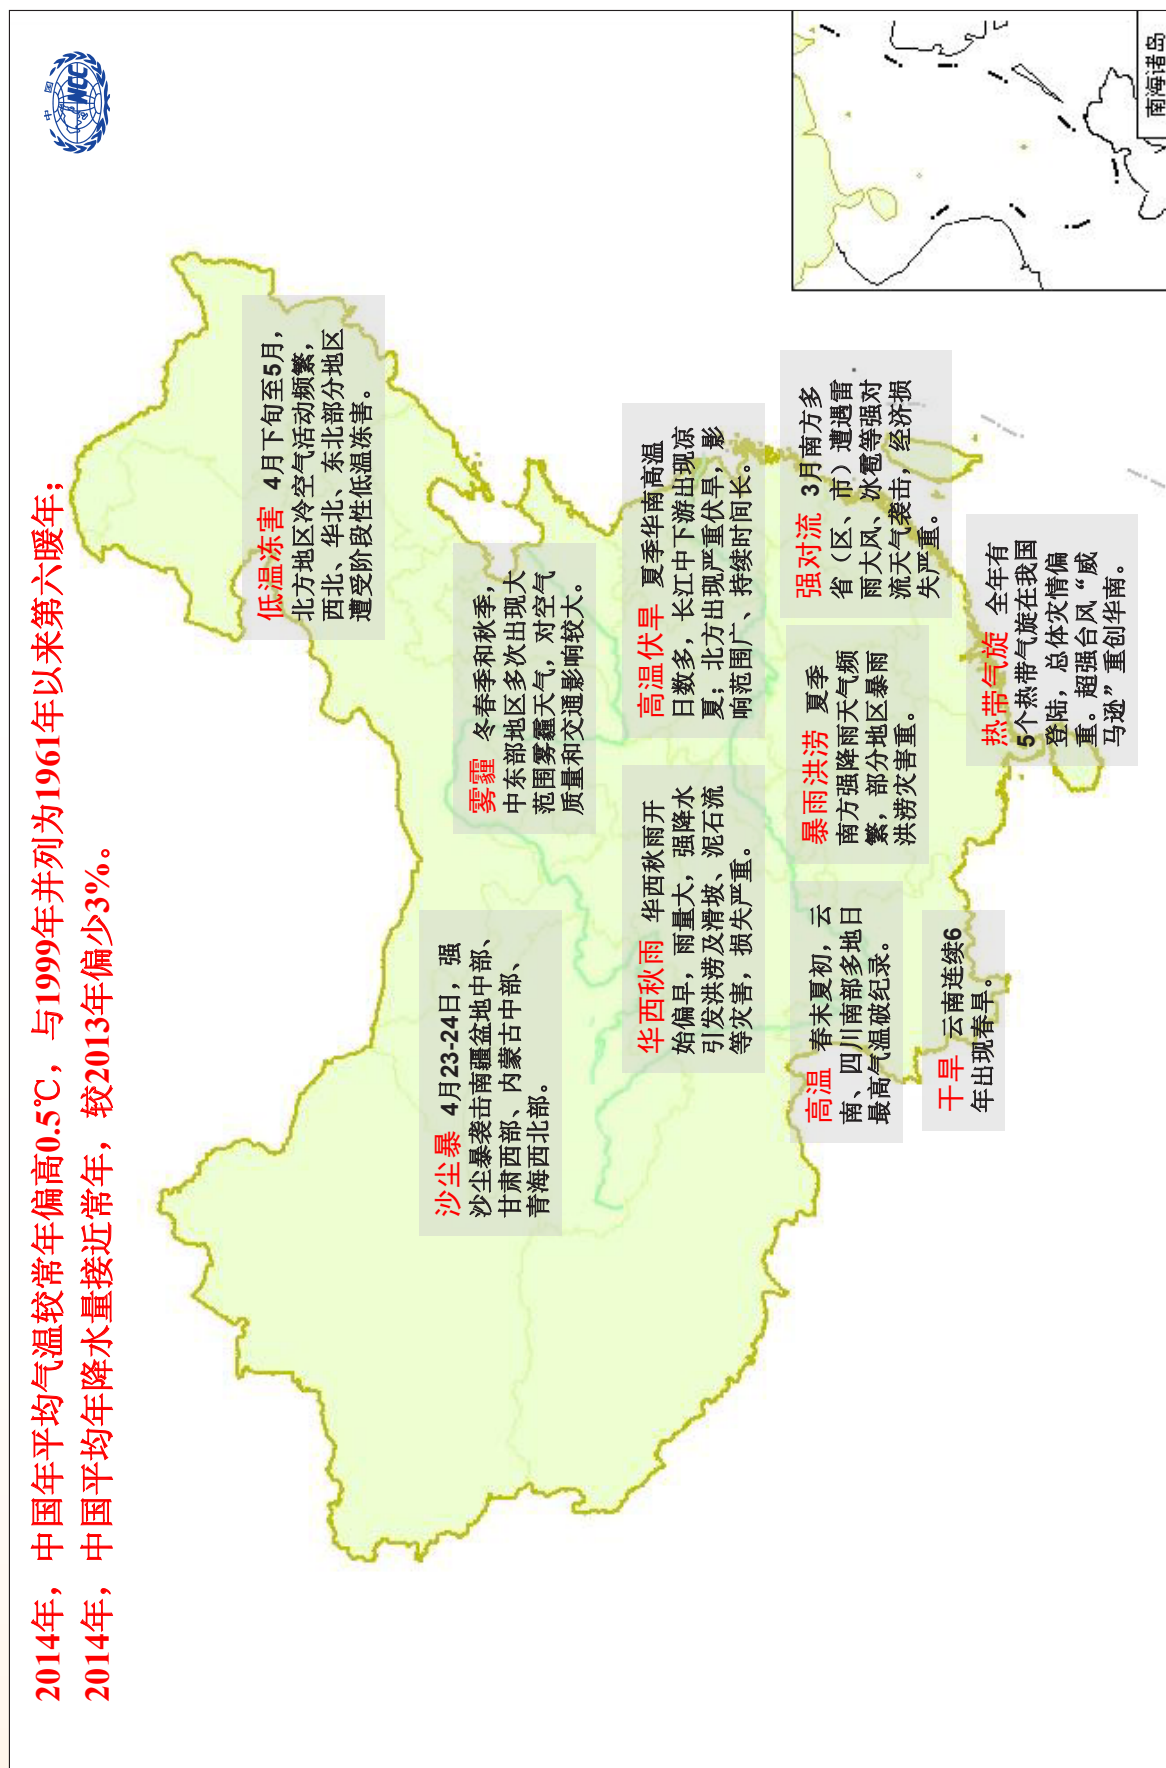 2014年，中国年平均气温较常年偏高0.5℃，与1999年并列为1961年以来第六暖年；
2014年，中国平均年降水量接近常年，较2013年偏少3%。
中国
NCC
低温冻害 4月下旬至5月，
北方地区冷空气活动频繁，
西北、华北、东北部分地区
遭受阶段性低温冻害。
沙尘暴 4月23-24日，强
沙尘暴袭击南疆盆地中部、
甘肃西部、内蒙古中部、
青海西北部。
雾霾 冬春季和秋季，
中东部地区多次出现大
范围雾霾天气，对空气
质量和交通影响较大。
华西秋雨 华西秋雨开
始偏早，雨量大，强降水
引发洪涝及滑坡、泥石流
等灾害，损失严重。
高温伏旱 夏季华南高温
日数多，长江中下游出现凉
夏；北方出现严重伏旱，影
响范围广、持续时间长。
高温 春末夏初，云
南、四川南部多地日
最高气温破纪录。
暴雨洪涝 夏季
南方强降雨天气频
繁，部分地区暴雨
洪涝灾害重。
强对流 3月南方多
省（区、市）遭遇雷
雨大风、冰雹等强对
流天气袭击，经济损
失严重。
干旱 云南连续6
年出现春旱。
热带气旋 全年有
5个热带气旋在我国
登陆，总体灾情偏
重。超强台风“威
马逊”重创华南。
南海诸岛